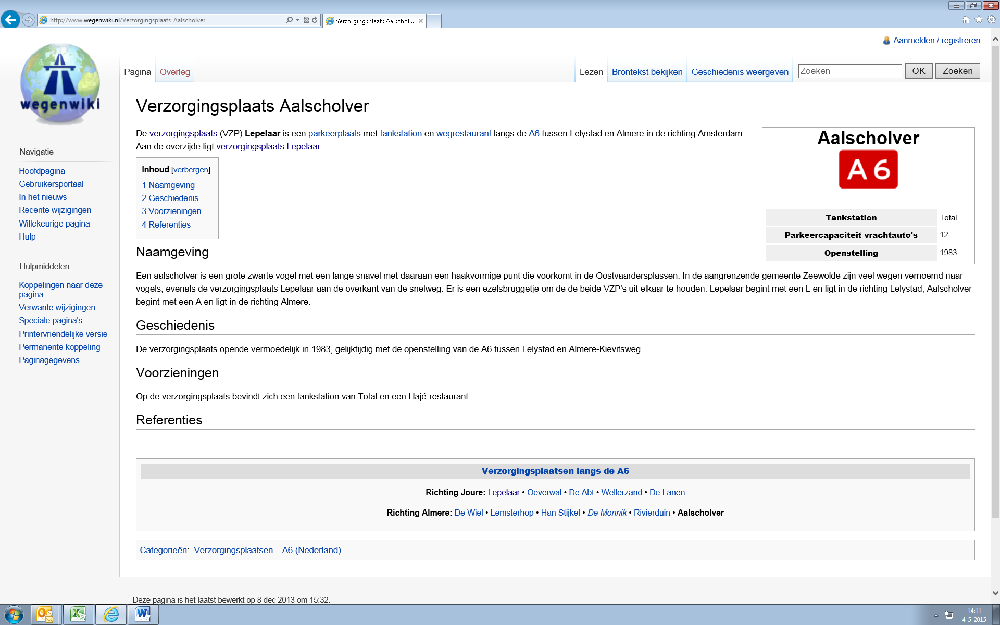 http://www.wegenwiki.nl/Verzorgingsplaats_Aalscholver
Verzorgingsplaats Aalschol...
Aanmelden / registreren
wegenwiki
Pagina
Overleg
Lezen
Brontekst bekijken
Geschiedenis weergeven
Zoeken
OK
Zoeken
Navigatie
Hoofdpagina
Gebruikersportaal
In het nieuws
Recente wijzigingen
Willekeurige pagina
Hulp
Hulpmiddelen
Koppelingen naar deze
pagina
Verwante wijzigingen
Speciale pagina's
Printervriendelijke versie
Permanente koppeling
Paginagegevens
Verzorgingsplaats Aalscholver
De verzorgingsplaats (VZP) Lepelaar is een parkeerplaats met tankstation en wegrestaurant langs de A6 tussen Lelystad en Almere in de richting Amsterdam.
Aan de overzijde ligt verzorgingsplaats Lepelaar.
Inhoud [verbergen]
1 Naamgeving
2 Geschiedenis
3 Voorzieningen
4 Referenties
Aalscholver
A 6
Tankstation Total
Parkeercapaciteit vrachtauto's 12
Openstelling 1983
Naamgeving
Een aalscholver is een grote zwarte vogel met een lange snavel met daaraan een haakvormige punt die voorkomt in de Oostvaardersplassen. In de aangrenzende gemeente Zeewolde zijn veel wegen vernoemd naar
vogels, evenals de verzorgingsplaats Lepelaar aan de overkant van de snelweg. Er is een ezelsbruggetje om de de beide VZP's uit elkaar te houden: Lepelaar begint met een L en ligt in de richting Lelystad; Aalscholver
begint met een A en ligt in de richting Almere.
Geschiedenis
De verzorgingsplaats opende vermoedelijk in 1983, gelijktijdig met de openstelling van de A6 tussen Lelystad en Almere-Kievitsweg.
Voorzieningen
Op de verzorgingsplaats bevindt zich een tankstation van Total en een Hajé-restaurant.
Referenties
Verzorgingsplaatsen langs de A6
Richting Joure: Lepelaar • Oeverwal • De Abt • Wellerzand • De Lanen
Richting Almere: De Wiel • Lemsterhop • Han Stijkel • De Monnik • Rivierduin • Aalscholver
Categorieën: Verzorgingsplaatsen | A6 (Nederland)
Deze pagina is het laatst bewerkt op 8 dec 2013 om 15:32.
14:11
4-5-2015